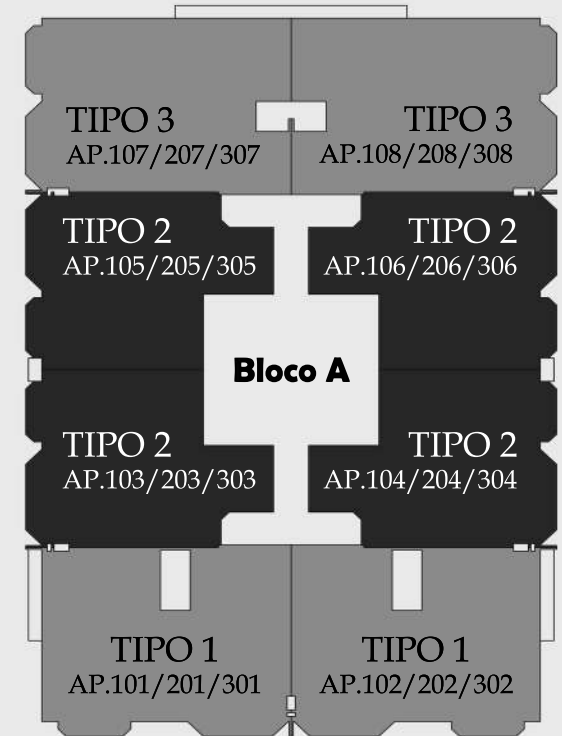 TIPO 3
AP.107/207/307
TIPO 3
AP.108/208/308
TIPO 2
AP.105/205/305
TIPO 2
AP.106/206/306
Bloco A
TIPO 2
AP.103/203/303
TIPO 2
AP.104/204/304
TIPO 1
AP.101/201/301
TIPO 1
AP.102/202/302